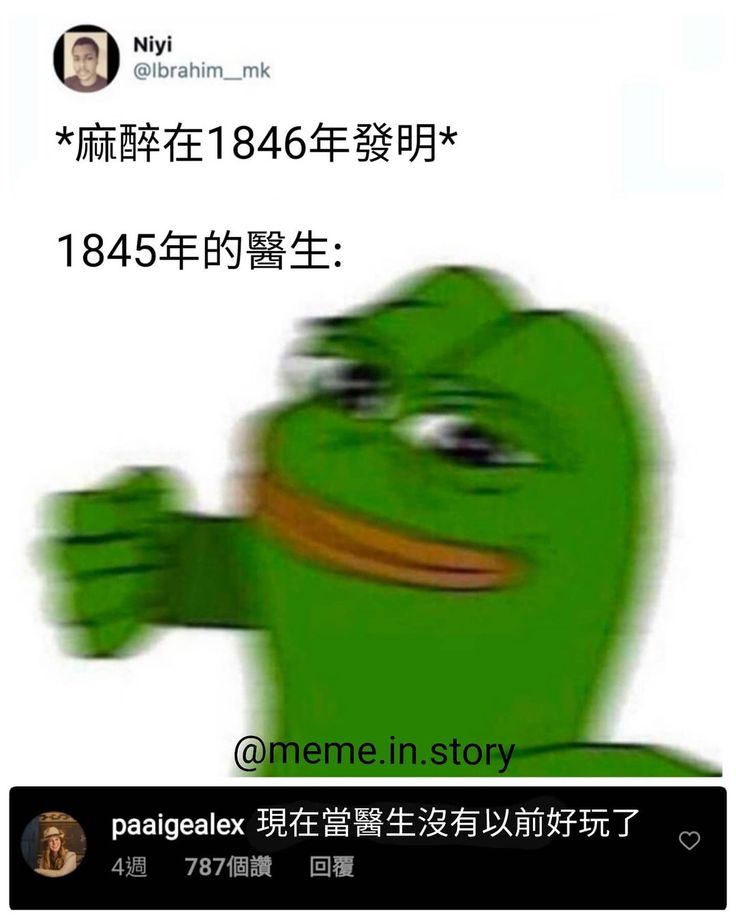 Niyi
@Ibrahim__mk
*麻醉在1846年發明*
1845年的醫生:
@meme.in.story
paaigealex 現在當醫生沒有以前好玩了
4週 787個讚 回覆